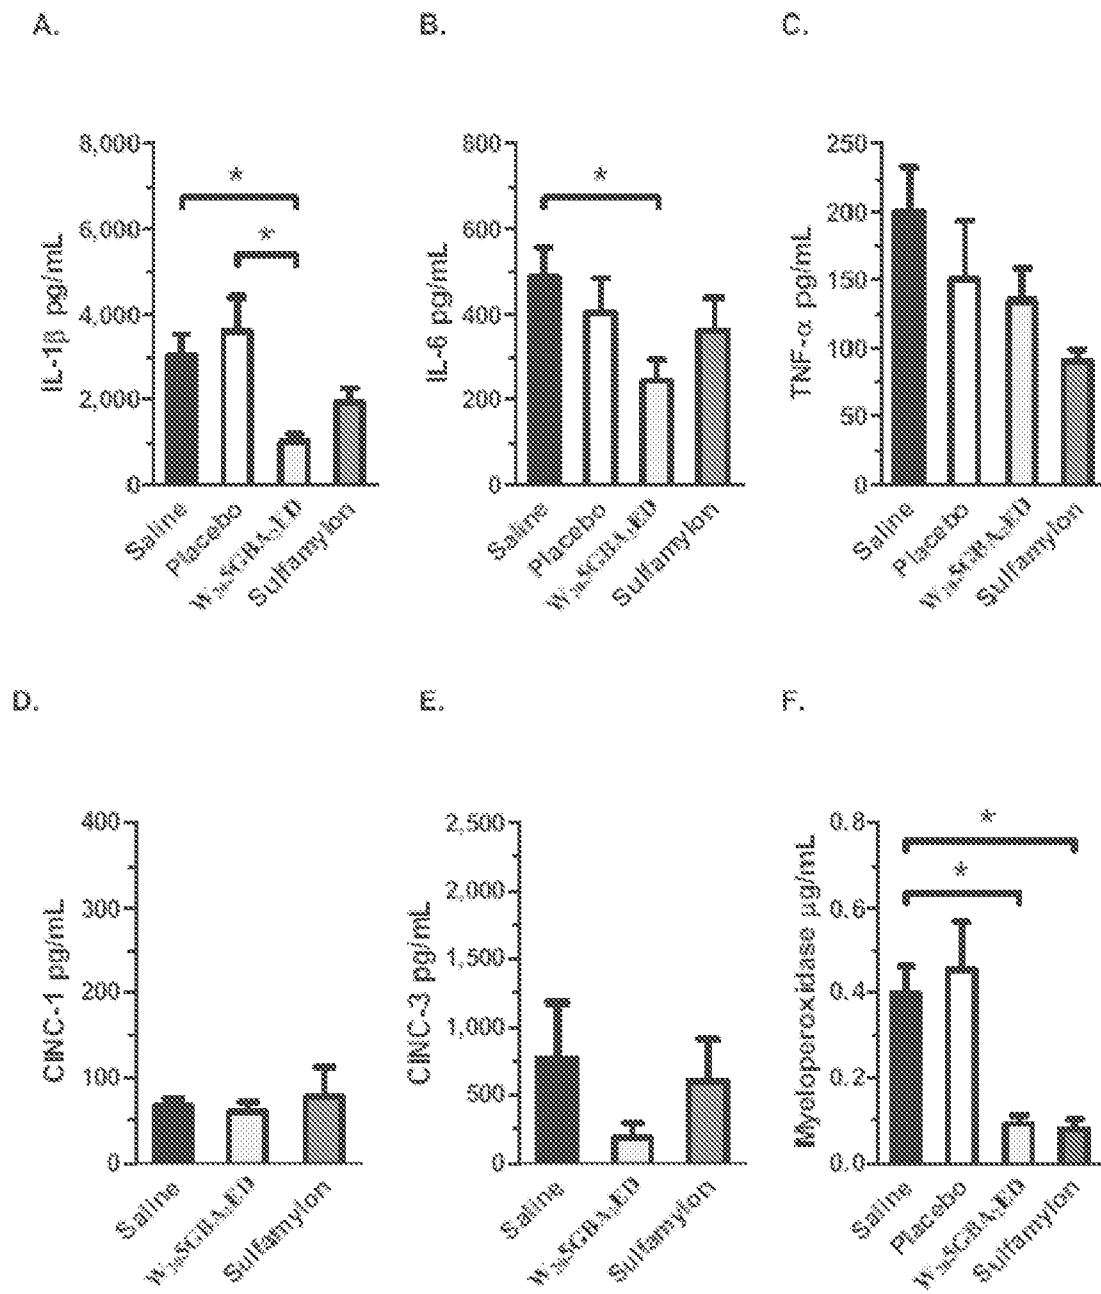 A.
8,000
6,000
4,000
2,000
0
IL-1β pg/mL
*
*
Saline
Placebo
Sulfamylon
B.
800
600
400
200
0
IL-6 pg/mL
*
Saline
Placebo
Sulfamylon
C.
250
200
150
100
50
0
TNF-α pg/mL
Saline
Placebo
Sulfamylon
D.
400
300
200
100
0
CINC-1 pg/mL
Saline
Sulfamylon
E.
2,500
2,000
1,500
1,000
500
0
CINC-3 pg/mL
Saline
Sulfamylon
F.
0.8
0.6
0.4
0.2
0.0
Myeloperoxidase µg/mL
*
*
Saline
Placebo
Sulfamylon